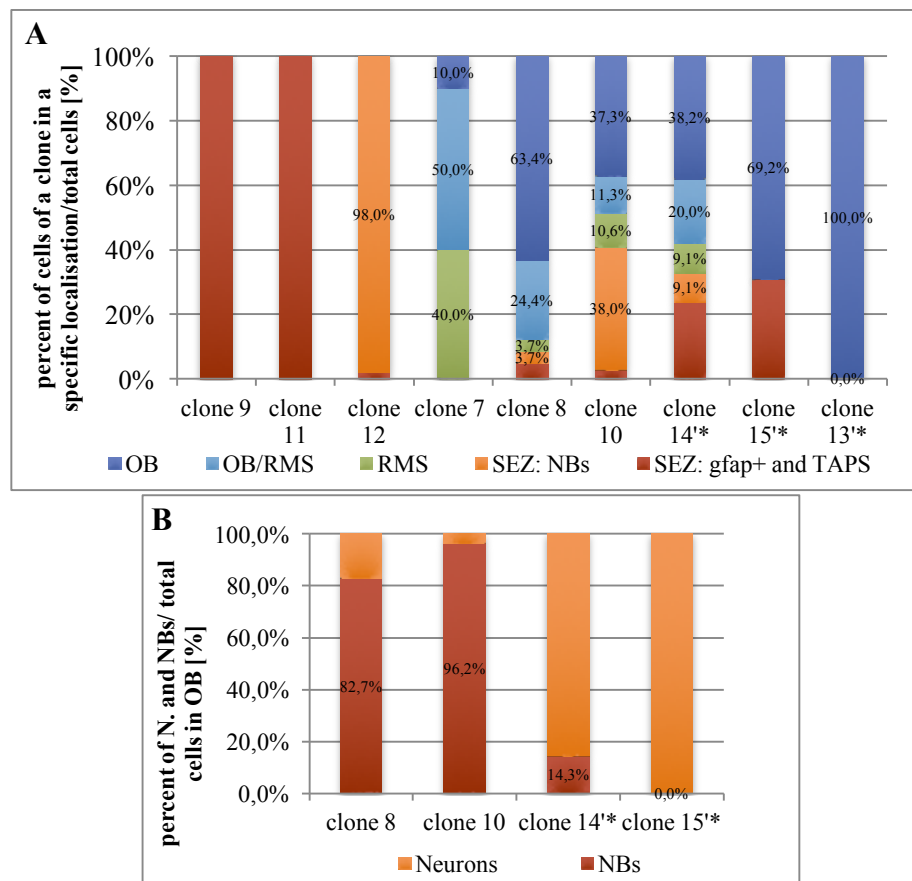 A
percent of cells of a clone in a
specific localisation/total cells [%]
100%
80%
60%
40%
20%
0%
98,0%
10,0%
50,0%
40,0%
63,4%
24,4%
3,7%
3,7%
37,3%
11,3%
10,6%
38,0%
38,2%
20,0%
9,1%
9,1%
69,2%
100,0%
0,0%
clone 9
clone
11
clone
12
clone 7
clone 8
clone
10
clone
14'*
clone
15'*
clone
13'*
OB
OB/RMS
RMS
SEZ: NBs
SEZ: gfap+ and TAPS
B
percent of N. and NBs/ total
cells in OB [%]
100,0%
80,0%
60,0%
40,0%
20,0%
0,0%
82,7%
96,2%
14,3%
0,0%
clone 8
clone 10
clone 14'*
clone 15'*
Neurons
NBs